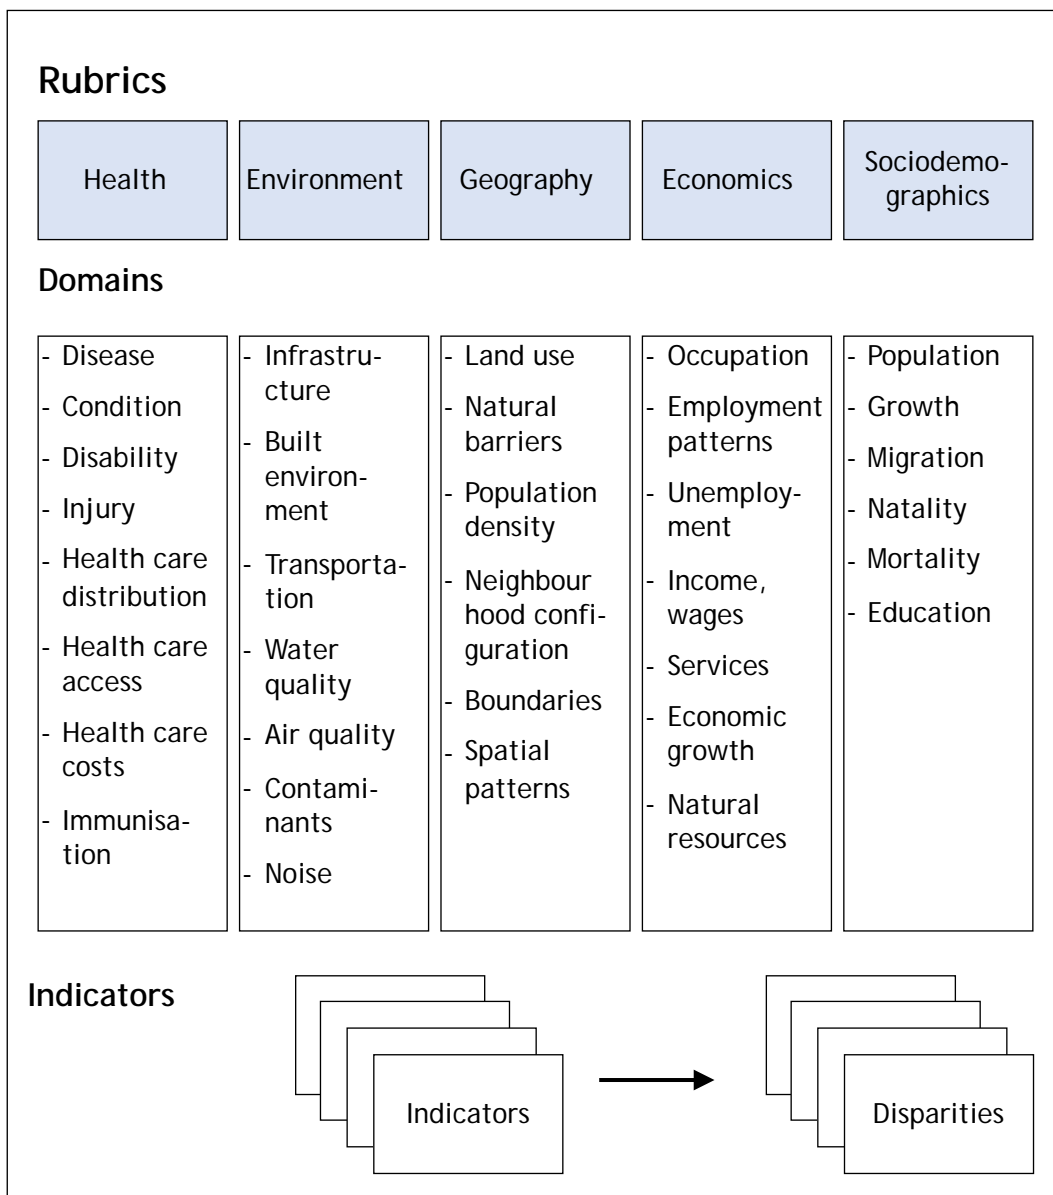 Rubrics
Health
Environment
Geography
Economics
Sociodemo-
graphics
Domains
- Disease
- Condition
- Disability
- Injury
- Health care
distribution
- Health care
access
- Health care
costs
- Immunisa-
tion
- Infrastru-
cture
- Built
environ-
ment
- Transporta-
tion
- Water
quality
- Air quality
- Contami-
nants
- Noise
- Land use
- Natural
barriers
- Population
density
- Neighbour
hood confi-
guration
- Boundaries
- Spatial
patterns
- Occupation
- Employment
patterns
- Unemploy-
ment
- Income,
wages
- Services
- Economic
growth
- Natural
resources
- Population
- Growth
- Migration
- Natality
- Mortality
- Education
Indicators
Indicators
Disparities